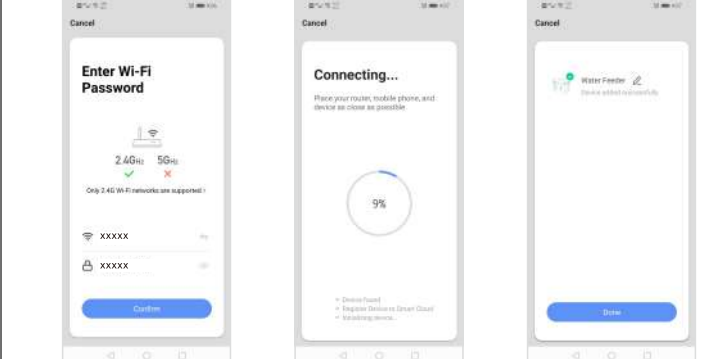 Cancel
Enter Wi-Fi
Password
2.4GHz 5GHz
Only 2.4G Wi-Fi networks are supported ›
xxxxx
xxxxx
Confirm
Cancel
Connecting...
Place your router, mobile phone, and
device as close as possible
9%
Device found
Register Device to Smart Cloud
Initializing device...
Cancel
Water Feeder
Device added successfully
Done